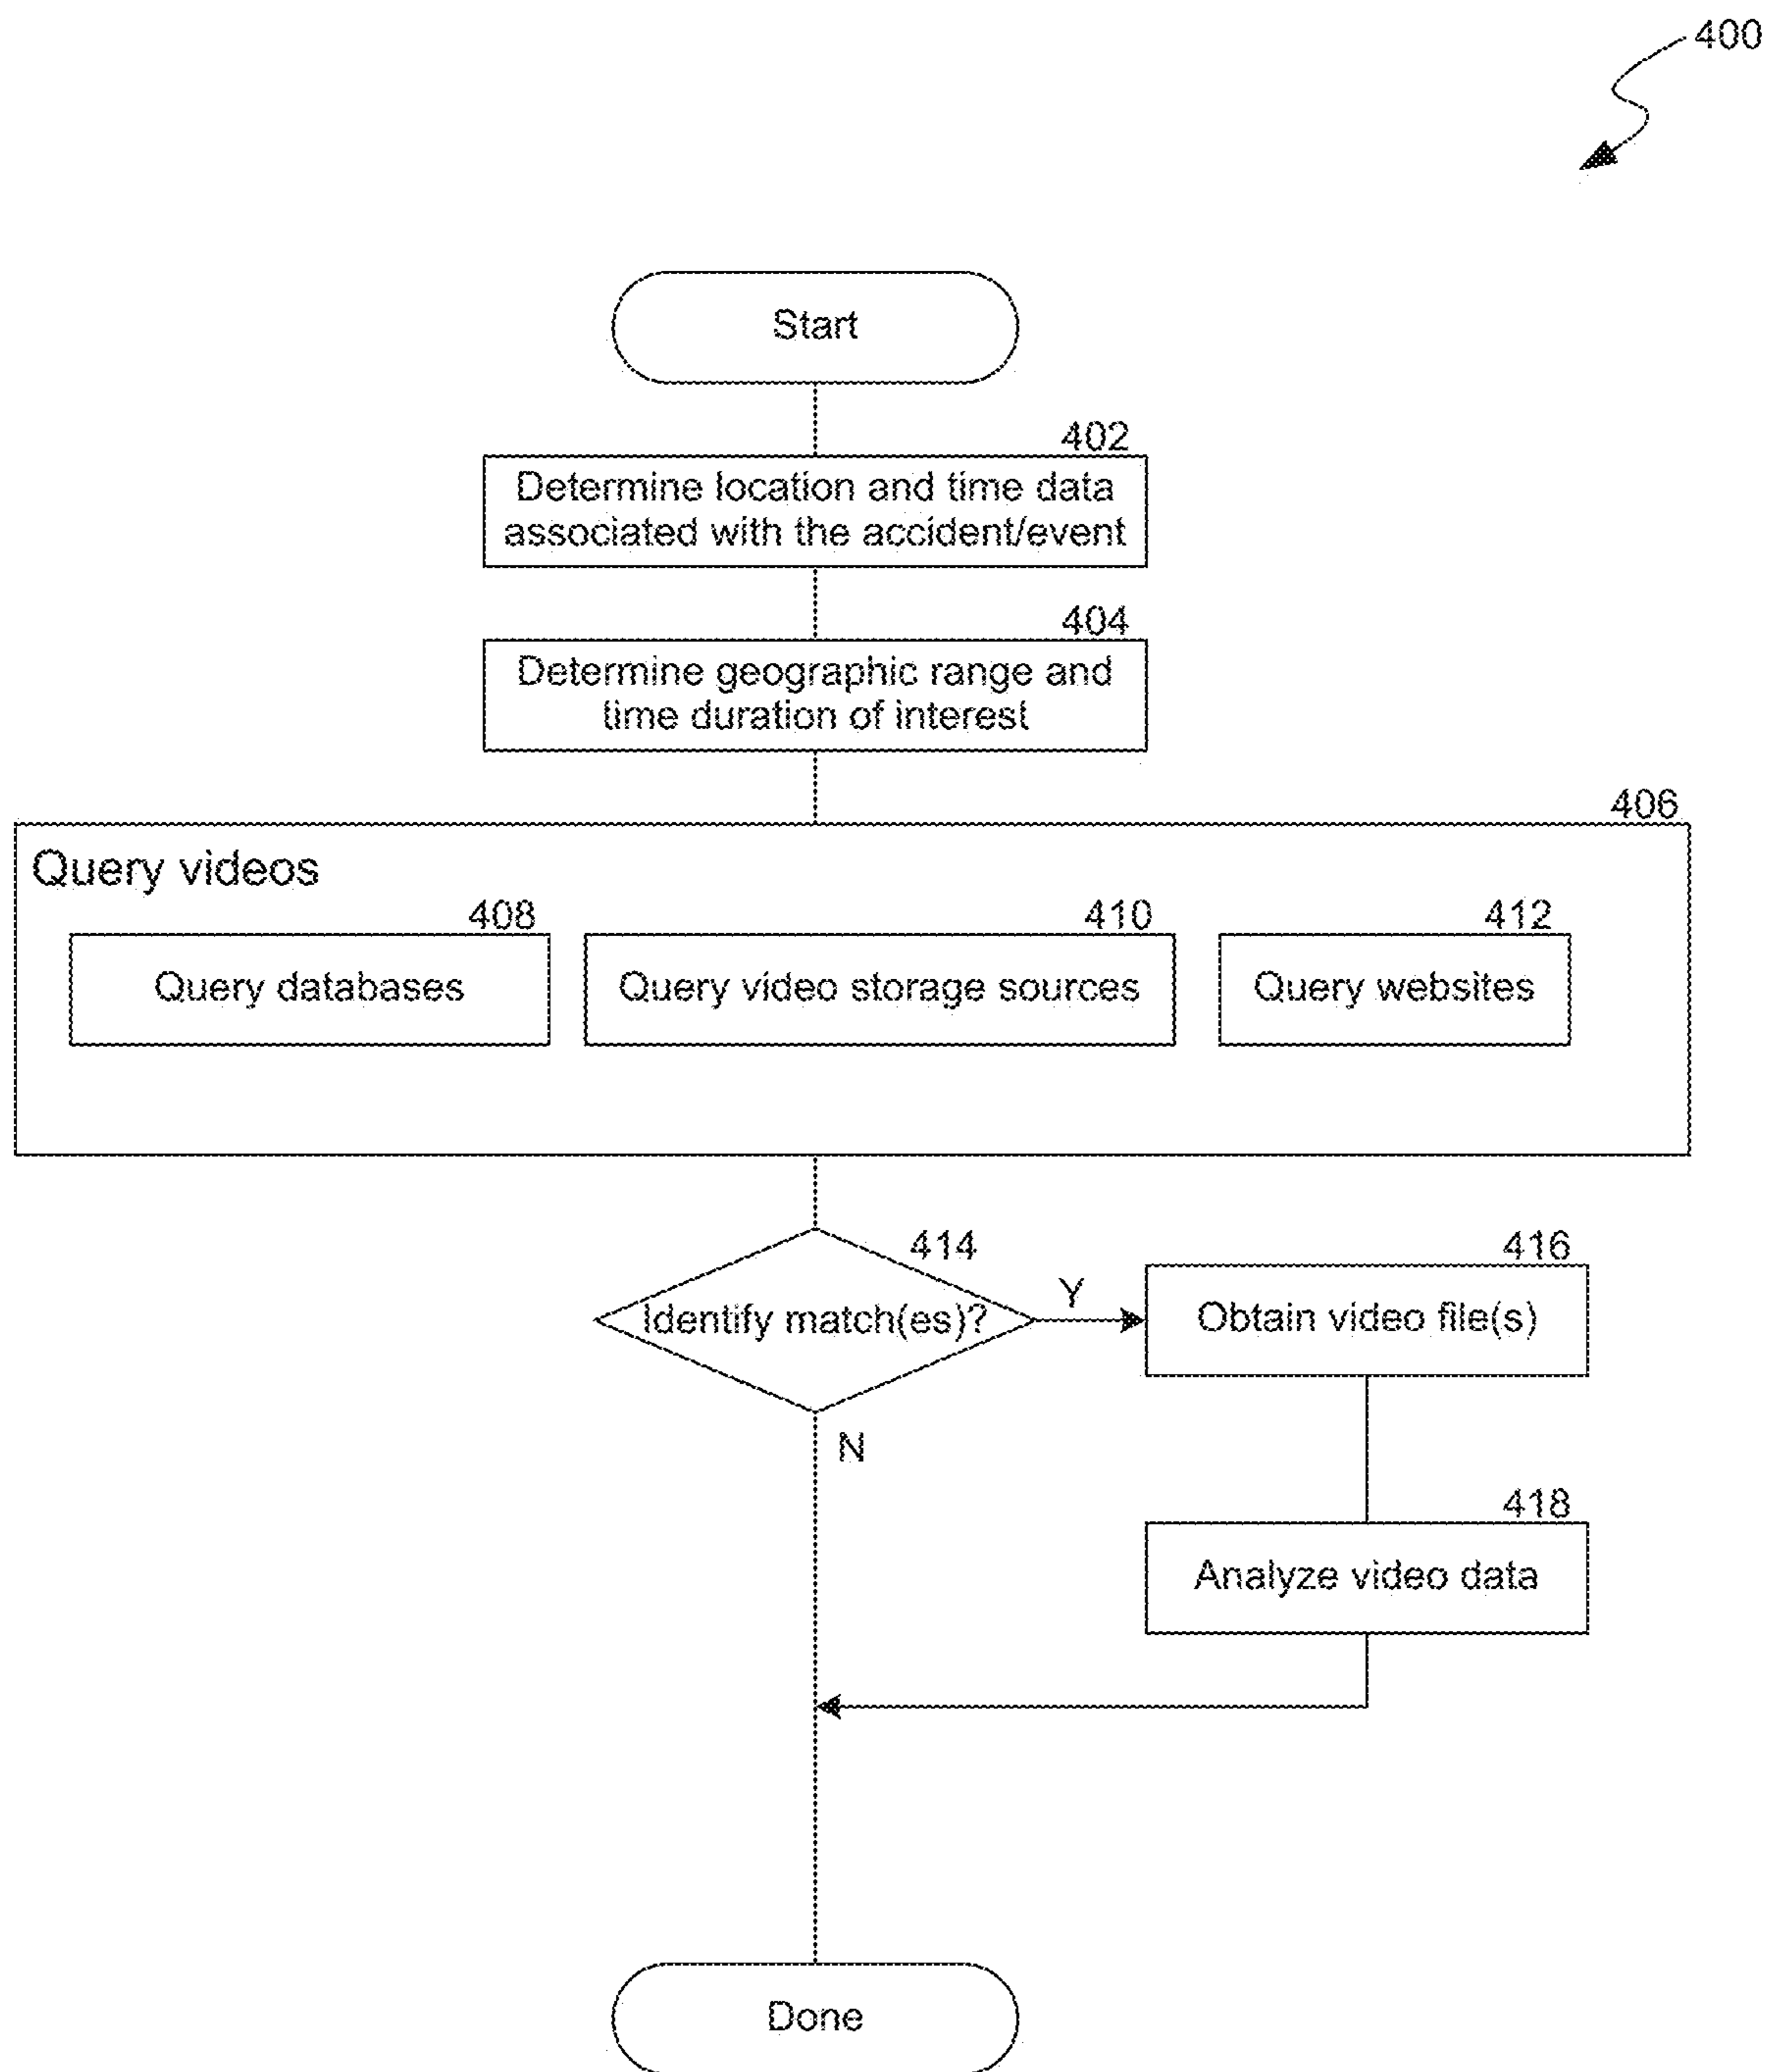 400
Start
402
Determine location and time data
associated with the accident/event
404
Determine geographic range and
time duration of interest
406
Query videos
408
Query databases
410
Query video storage sources
412
Query websites
414
Identify match(es)?
Y
416
Obtain video file(s)
N
418
Analyze video data
Done